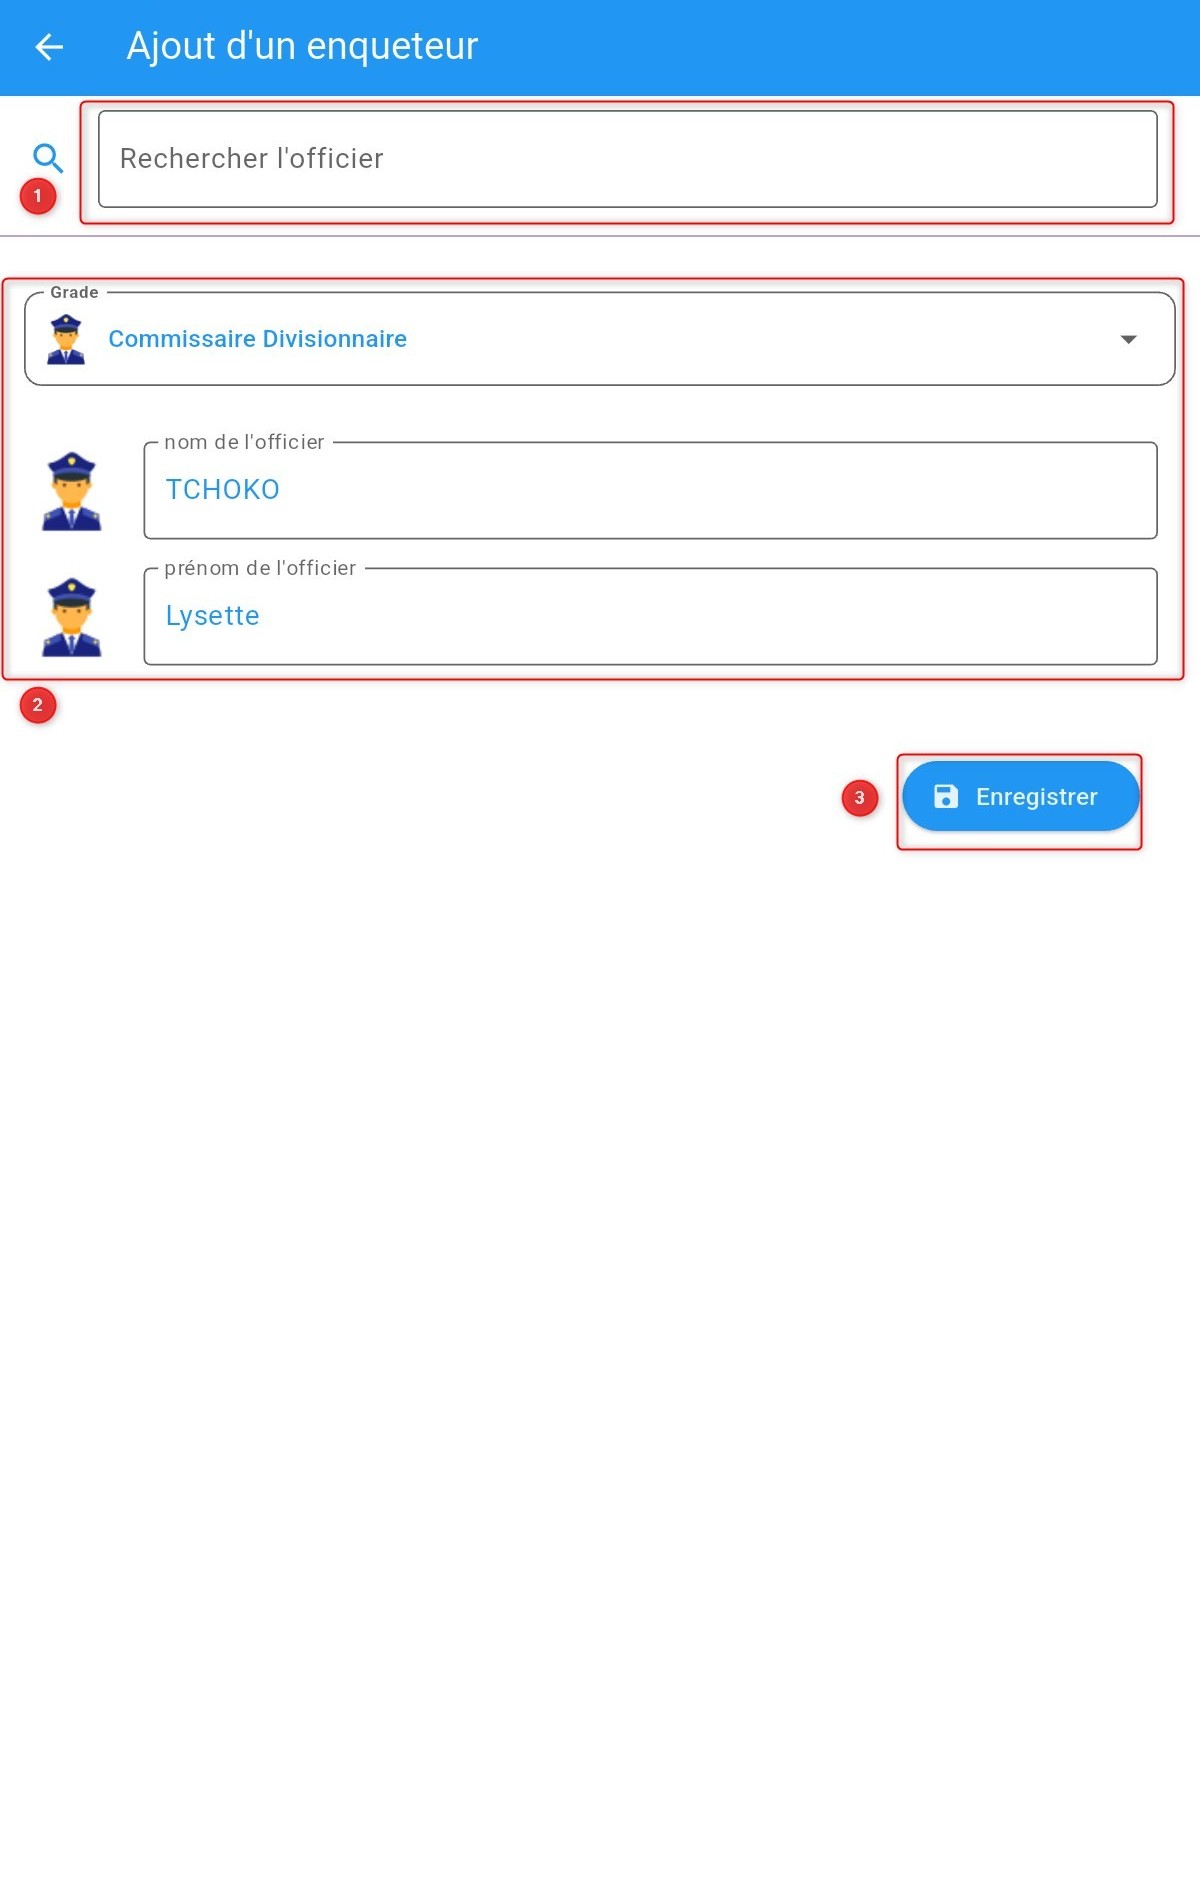 Ajout d'un enqueteur
Rechercher l'officier
1
Grade
Commissaire Divisionnaire
nom de l'officier
TCHOKO
prénom de l'officier
Lysette
2
3
Enregistrer